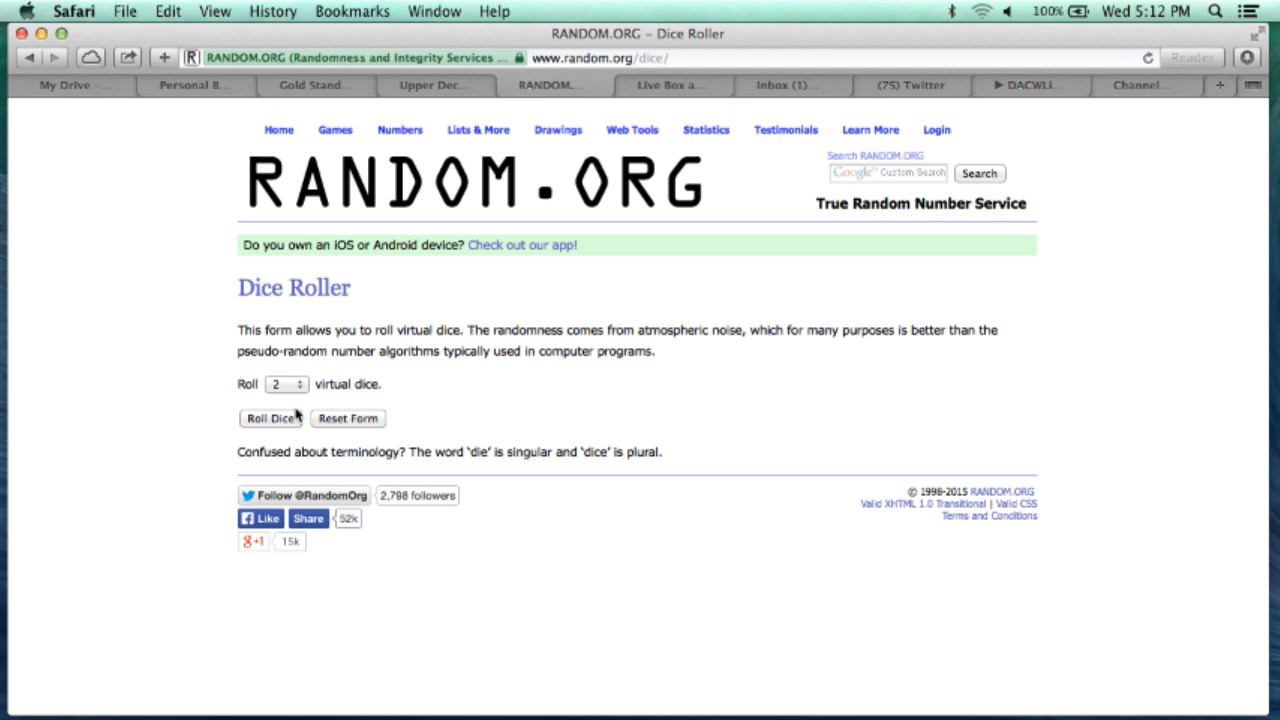 Safari File Edit View History Bookmarks Window Help 100% Wed 5:12 PM
RANDOM.ORG – Dice Roller
RANDOM.ORG (Randomness and Integrity Services ... www.random.org/dice/ Reader
My Drive –... Personal B... Gold Stand... Upper Dec... RANDOM.... Live Box a... Inbox (1)... (75) Twitter ▶ DACWLi... Channel...
Home Games Numbers Lists & More Drawings Web Tools Statistics Testimonials Learn More Login
Search RANDOM.ORG
Google™ Custom Search Search
RANDOM.ORG
True Random Number Service
Do you own an iOS or Android device? Check out our app!
Dice Roller
This form allows you to roll virtual dice. The randomness comes from atmospheric noise, which for many purposes is better than the
pseudo-random number algorithms typically used in computer programs.
Roll 2 virtual dice.
Roll Dice Reset Form
Confused about terminology? The word ‘die’ is singular and ‘dice’ is plural.
Follow @RandomOrg 2,798 followers
Like Share 52k
g+1 15k
© 1998-2015 RANDOM.ORG
Valid XHTML 1.0 Transitional | Valid CSS
Terms and Conditions